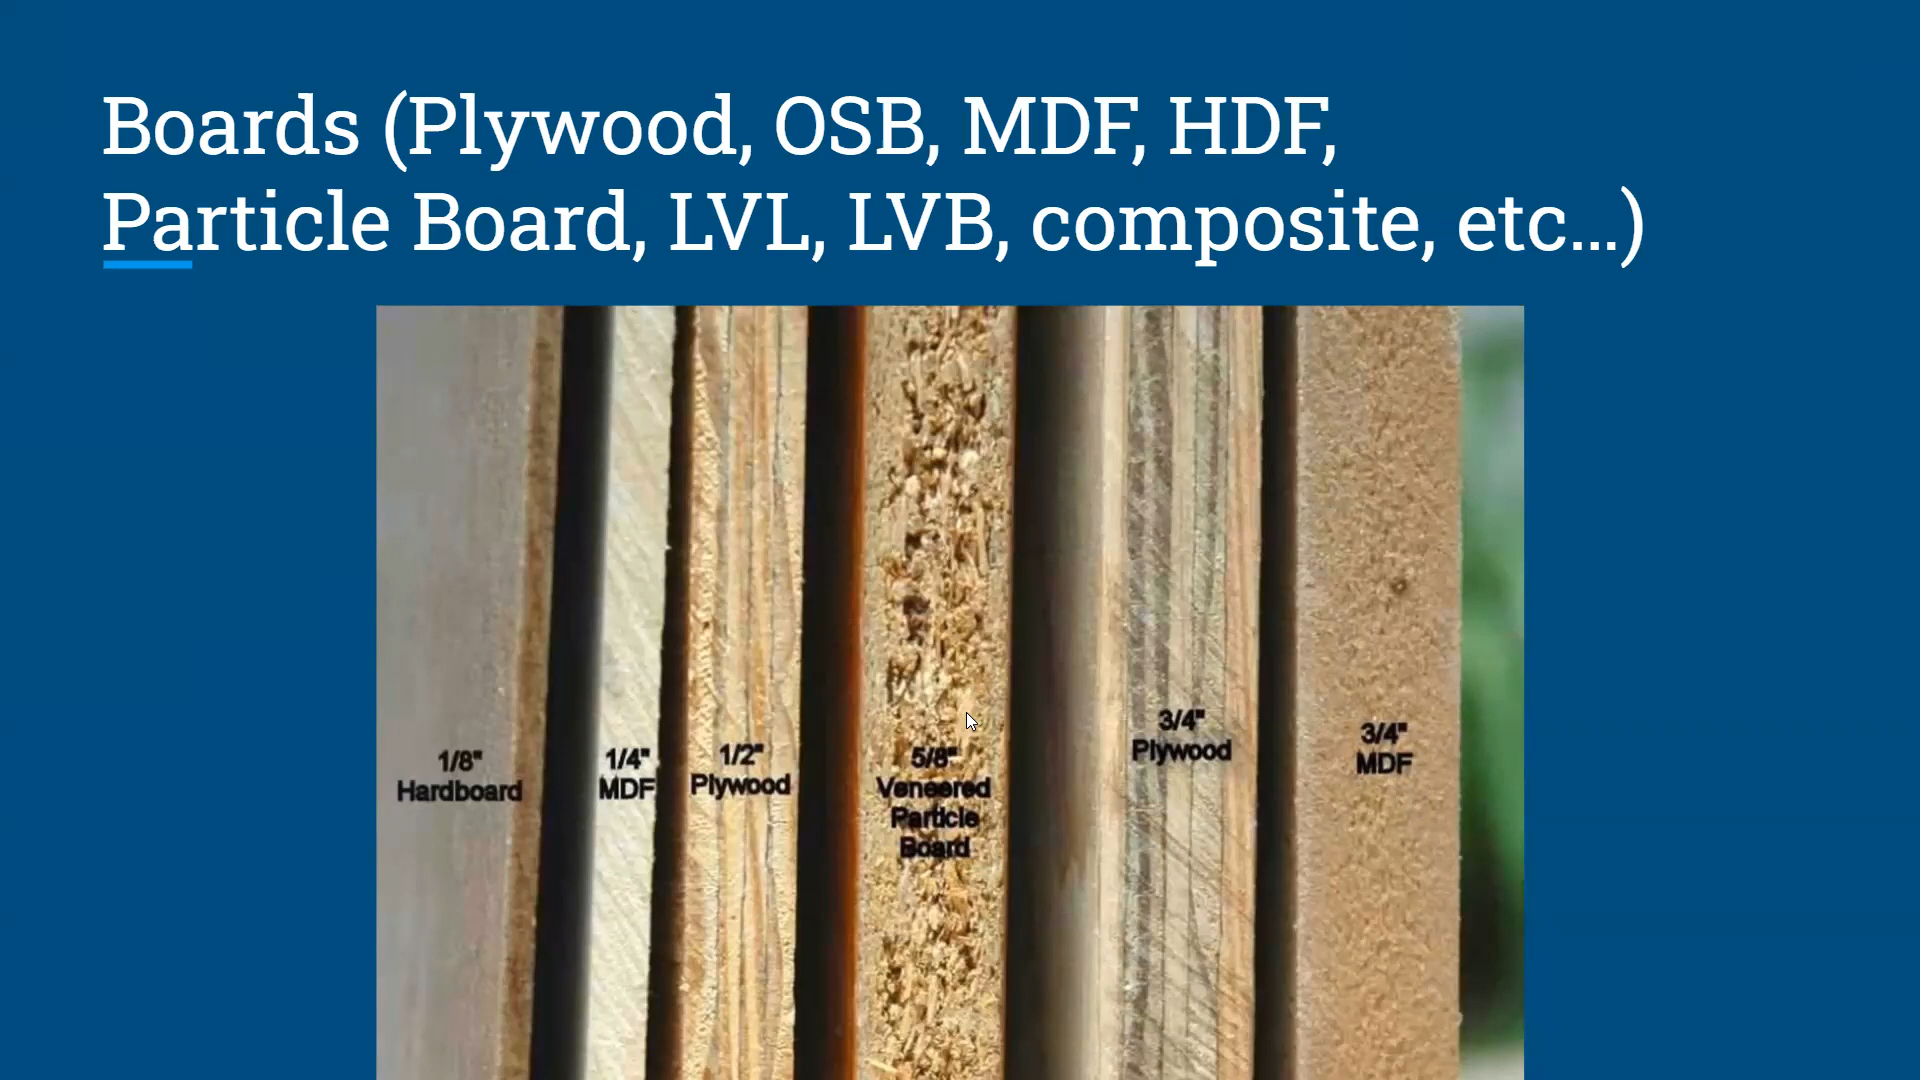 Boards (Plywood, OSB, MDF, HDF,
Particle Board, LVL, LVB, composite, etc...)
1/8"
Hardboard
1/4"
MDF
1/2"
Plywood
5/8"
Veneered
Particle
Board
3/4"
Plywood
3/4"
MDF